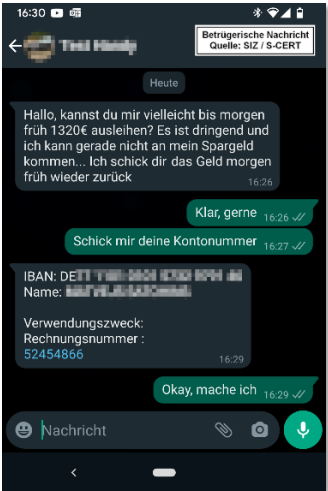 16:30
Betrügerische Nachricht
Quelle: SIZ / S-CERT
Heute
Hallo, kannst du mir vielleicht bis morgen
früh 1320€ ausleihen? Es ist dringend und
ich kann gerade nicht an mein Spargeld
kommen... Ich schick dir das Geld morgen
früh wieder zurück
16:26
Klar, gerne 16:26
Schick mir deine Kontonummer 16:27
IBAN: DE
Name:
Verwendungszweck:
Rechnungsnummer :
52454866
16:29
Okay, mache ich 16:29
Nachricht